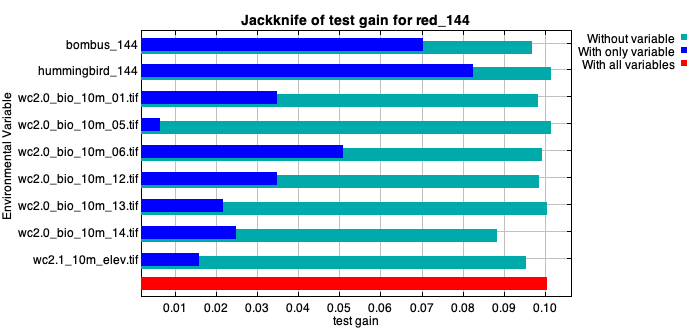 Jackknife of test gain for red_144
Environmental Variable
bombus_144
hummingbird_144
wc2.0_bio_10m_01.tif
wc2.0_bio_10m_05.tif
wc2.0_bio_10m_06.tif
wc2.0_bio_10m_12.tif
wc2.0_bio_10m_13.tif
wc2.0_bio_10m_14.tif
wc2.1_10m_elev.tif
0.01 0.02 0.03 0.04 0.05 0.06 0.07 0.08 0.09 0.10
test gain
Without variable
With only variable
With all variables